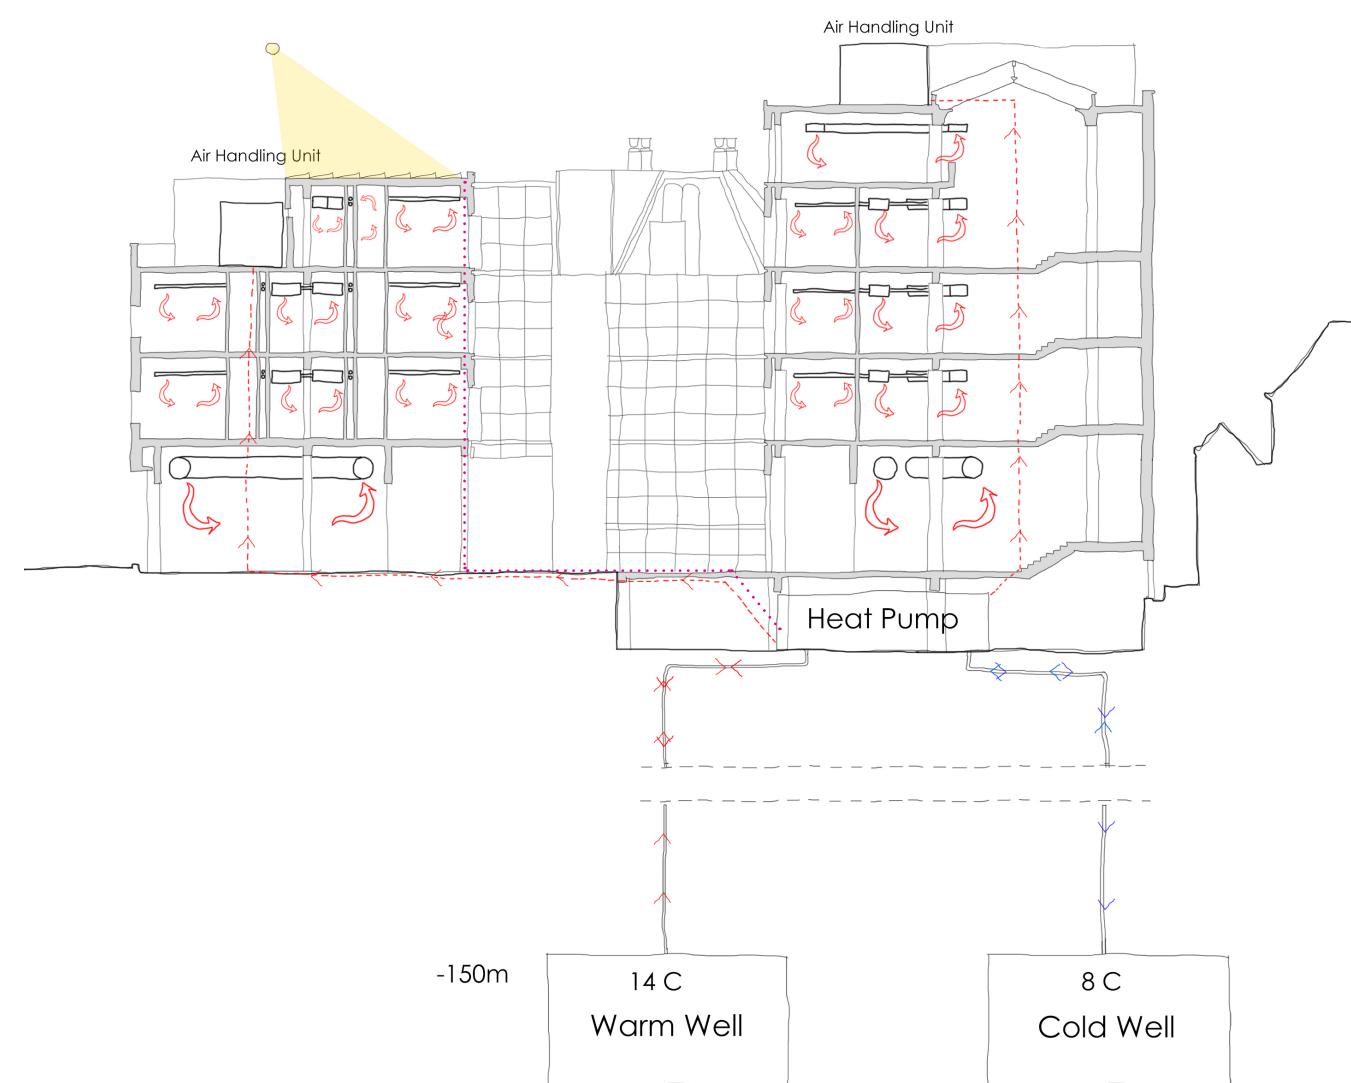 Air Handling Unit
Air Handling Unit
Heat Pump
-150m
14 C
Warm Well
8 C
Cold Well